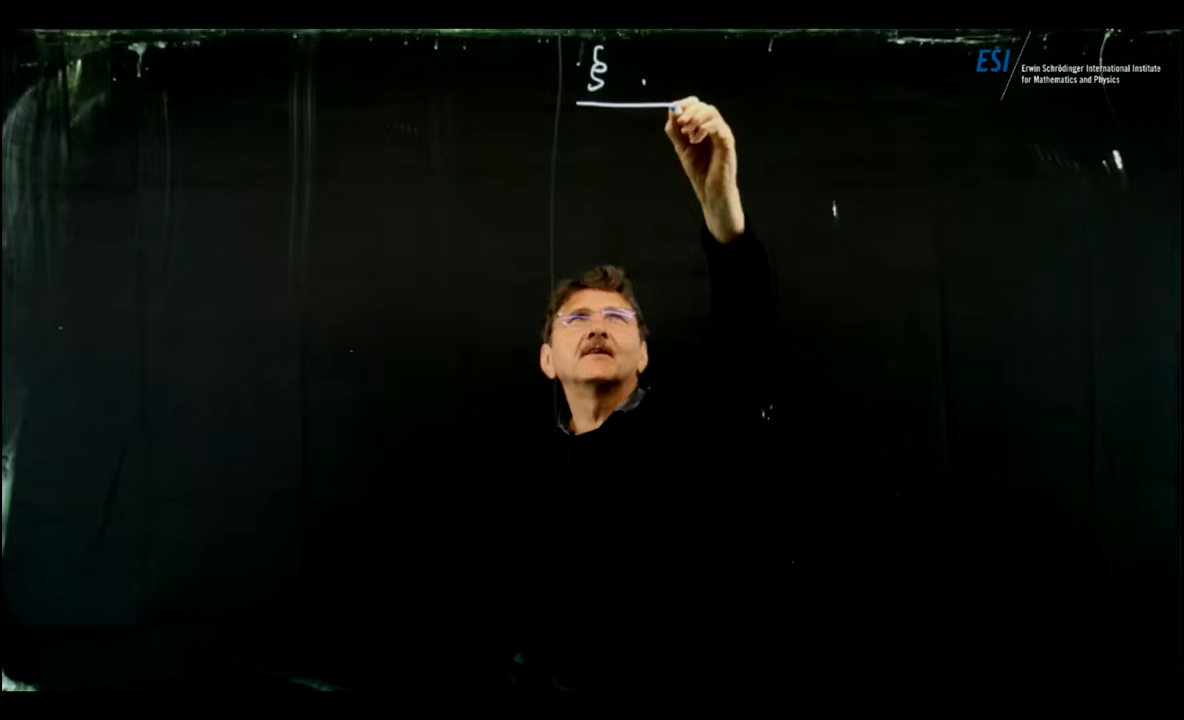 ξ
ESI
Erwin Schrödinger International Institute
for Mathematics and Physics